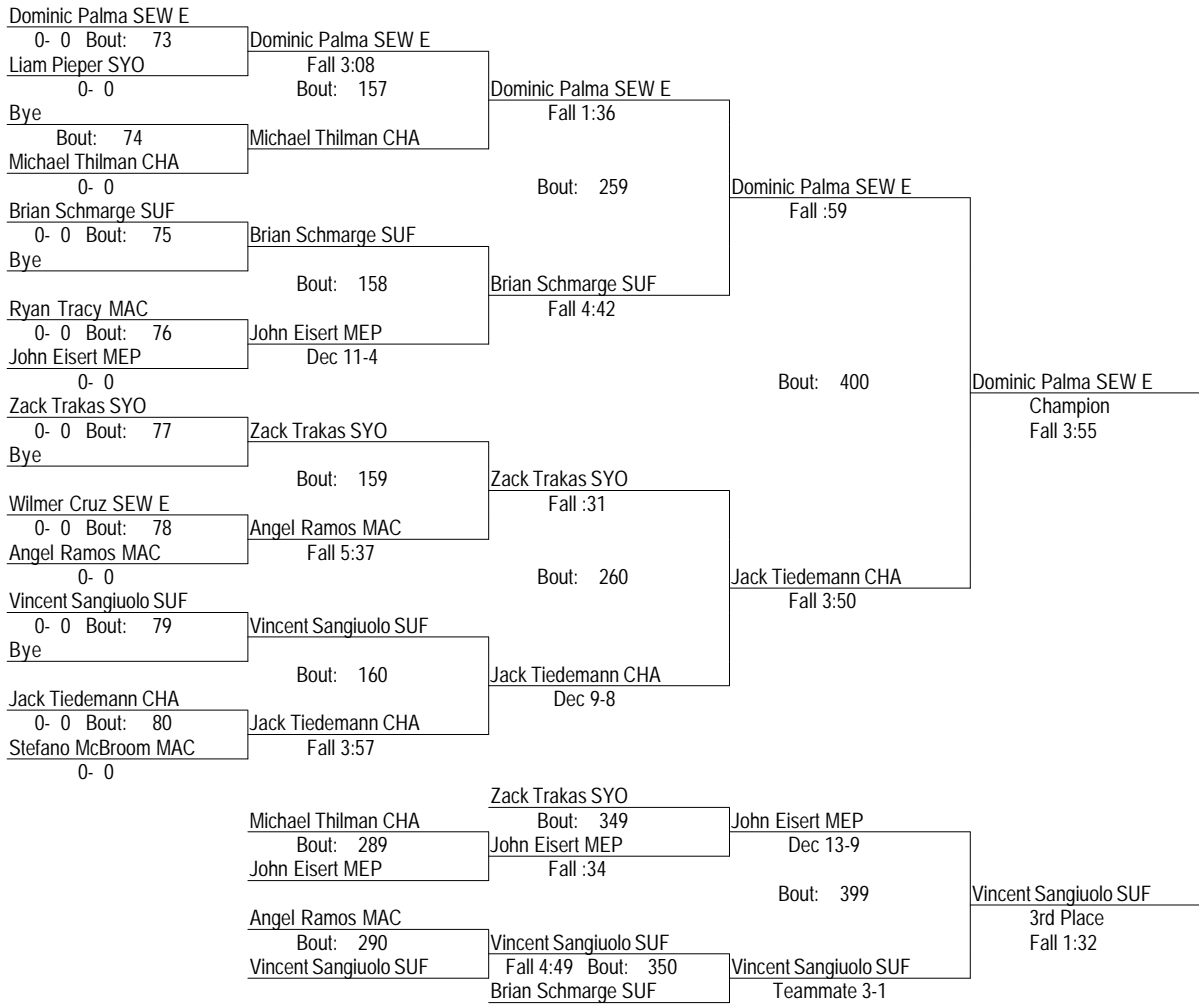 Dominic Palma SEW E
0- 0 Bout: 73
Dominic Palma SEW E
Liam Pieper SYO
Fall 3:08
0- 0
Bout: 157
Dominic Palma SEW E
Bye
Fall 1:36
Bout: 74
Michael Thilman CHA
Michael Thilman CHA
0- 0
Bout: 259
Dominic Palma SEW E
Brian Schmarge SUF
Fall :59
0- 0 Bout: 75
Brian Schmarge SUF
Bye
Bout: 158
Brian Schmarge SUF
Ryan Tracy MAC
Fall 4:42
0- 0 Bout: 76
John Eisert MEP
John Eisert MEP
Dec 11-4
0- 0
Bout: 400
Dominic Palma SEW E
Zack Trakas SYO
Champion
0- 0 Bout: 77
Zack Trakas SYO
Fall 3:55
Bye
Bout: 159
Zack Trakas SYO
Wilmer Cruz SEW E
Fall :31
0- 0 Bout: 78
Angel Ramos MAC
Angel Ramos MAC
Fall 5:37
0- 0
Bout: 260
Jack Tiedemann CHA
Vincent Sangiuolo SUF
Fall 3:50
0- 0 Bout: 79
Vincent Sangiuolo SUF
Bye
Bout: 160
Jack Tiedemann CHA
Jack Tiedemann CHA
Dec 9-8
0- 0 Bout: 80
Jack Tiedemann CHA
Stefano McBroom MAC
Fall 3:57
0- 0
Zack Trakas SYO
Michael Thilman CHA
Bout: 349
John Eisert MEP
Bout: 289
John Eisert MEP
Dec 13-9
John Eisert MEP
Fall :34
Bout: 399
Vincent Sangiuolo SUF
Angel Ramos MAC
3rd Place
Bout: 290
Vincent Sangiuolo SUF
Fall 1:32
Vincent Sangiuolo SUF
Fall 4:49 Bout: 350
Vincent Sangiuolo SUF
Brian Schmarge SUF
Teammate 3-1